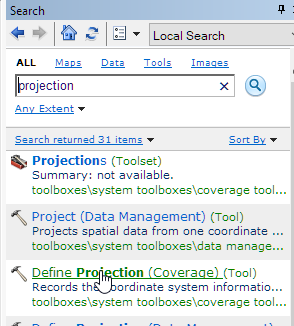 Search
Local Search
ALL Maps Data Tools Images
projection
Any Extent
Search returned 31 items Sort By
Projections (Toolset)
Summary: not available.
toolboxes\system toolboxes\coverage tool...
Project (Data Management) (Tool)
Projects spatial data from one coordinate ...
toolboxes\system toolboxes\data manage...
Define Projection (Coverage) (Tool)
Records the coordinate system informatio...
toolboxes\system toolboxes\coverage tool...